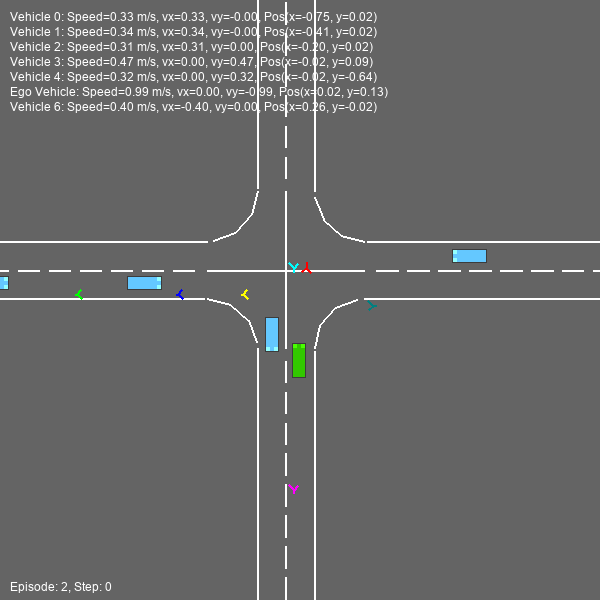 Vehicle 0: Speed=0.33 m/s, vx=0.33, vy=-0.00, Pos(x=-0.75, y=0.02)
Vehicle 1: Speed=0.34 m/s, vx=0.34, vy=-0.00, Pos(x=-0.41, y=0.02)
Vehicle 2: Speed=0.31 m/s, vx=0.31, vy=0.00, Pos(x=-0.20, y=0.02)
Vehicle 3: Speed=0.47 m/s, vx=0.00, vy=0.47, Pos(x=-0.02, y=0.09)
Vehicle 4: Speed=0.32 m/s, vx=0.00, vy=0.32, Pos(x=-0.02, y=-0.64)
Ego Vehicle: Speed=0.99 m/s, vx=0.00, vy=-0.99, Pos(x=0.02, y=0.13)
Vehicle 6: Speed=0.40 m/s, vx=-0.40, vy=0.00, Pos(x=0.26, y=-0.02)
Episode: 2, Step: 0